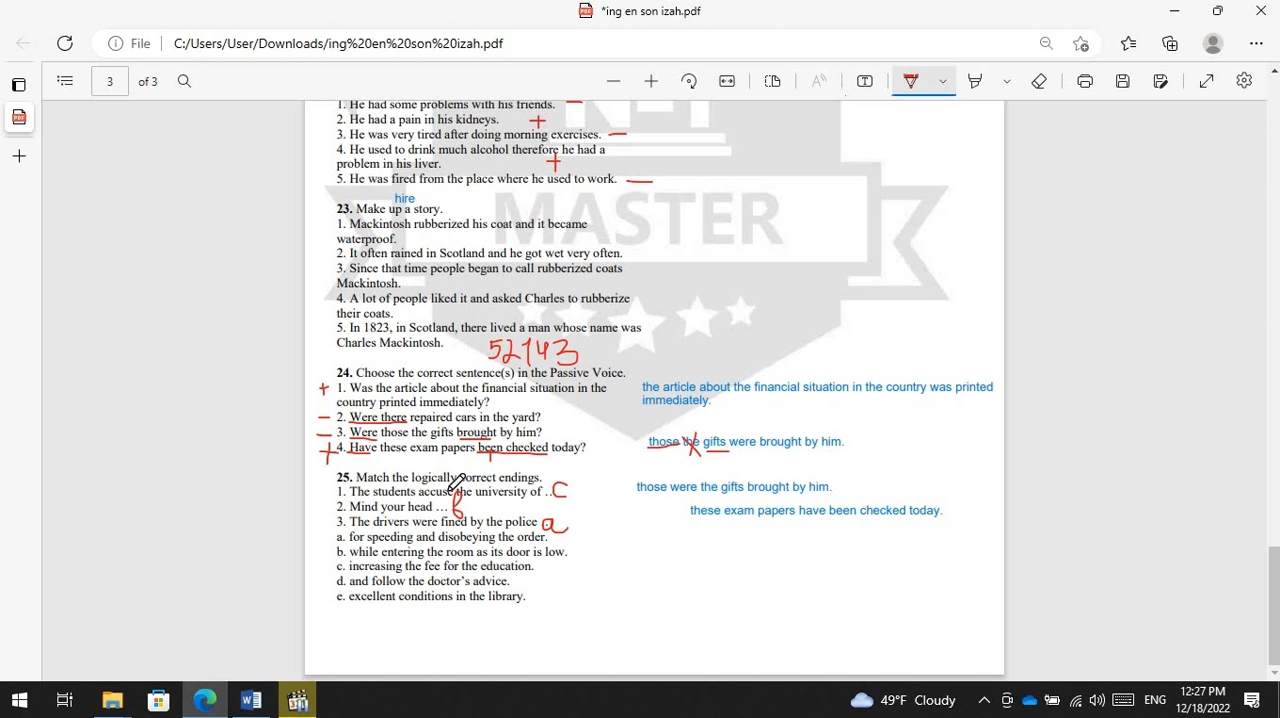 *ing en son izah.pdf
File C:/Users/User/Downloads/ing%20en%20son%20izah.pdf
3 of 3
1. He had some problems with his friends. –
2. He had a pain in his kidneys. +
3. He was very tired after doing morning exercises. –
4. He used to drink much alcohol therefore he had a
problem in his liver. +
5. He was fired from the place where he used to work. –
hire
23. Make up a story.
MASTER
1. Mackintosh rubberized his coat and it became
waterproof.
2. It often rained in Scotland and he got wet very often.
3. Since that time people began to call rubberized coats
Mackintosh.
4. A lot of people liked it and asked Charles to rubberize
their coats.
5. In 1823, in Scotland, there lived a man whose name was
Charles Mackintosh.
52143
24. Choose the correct sentence(s) in the Passive Voice.
+ 1. Was the article about the financial situation in the
country printed immediately?
– 2. Were there repaired cars in the yard?
– 3. Were those the gifts brought by him?
+ 4. Have these exam papers been checked today?
the article about the financial situation in the country was printed
immediately.
those the gifts were brought by him.
those were the gifts brought by him.
these exam papers have been checked today.
25. Match the logically correct endings.
1. The students accuse the university of .. c
2. Mind your head … b
3. The drivers were fined by the police a
a. for speeding and disobeying the order.
b. while entering the room as its door is low.
c. increasing the fee for the education.
d. and follow the doctor's advice.
e. excellent conditions in the library.
49°F Cloudy
ENG
12:27 PM
12/18/2022